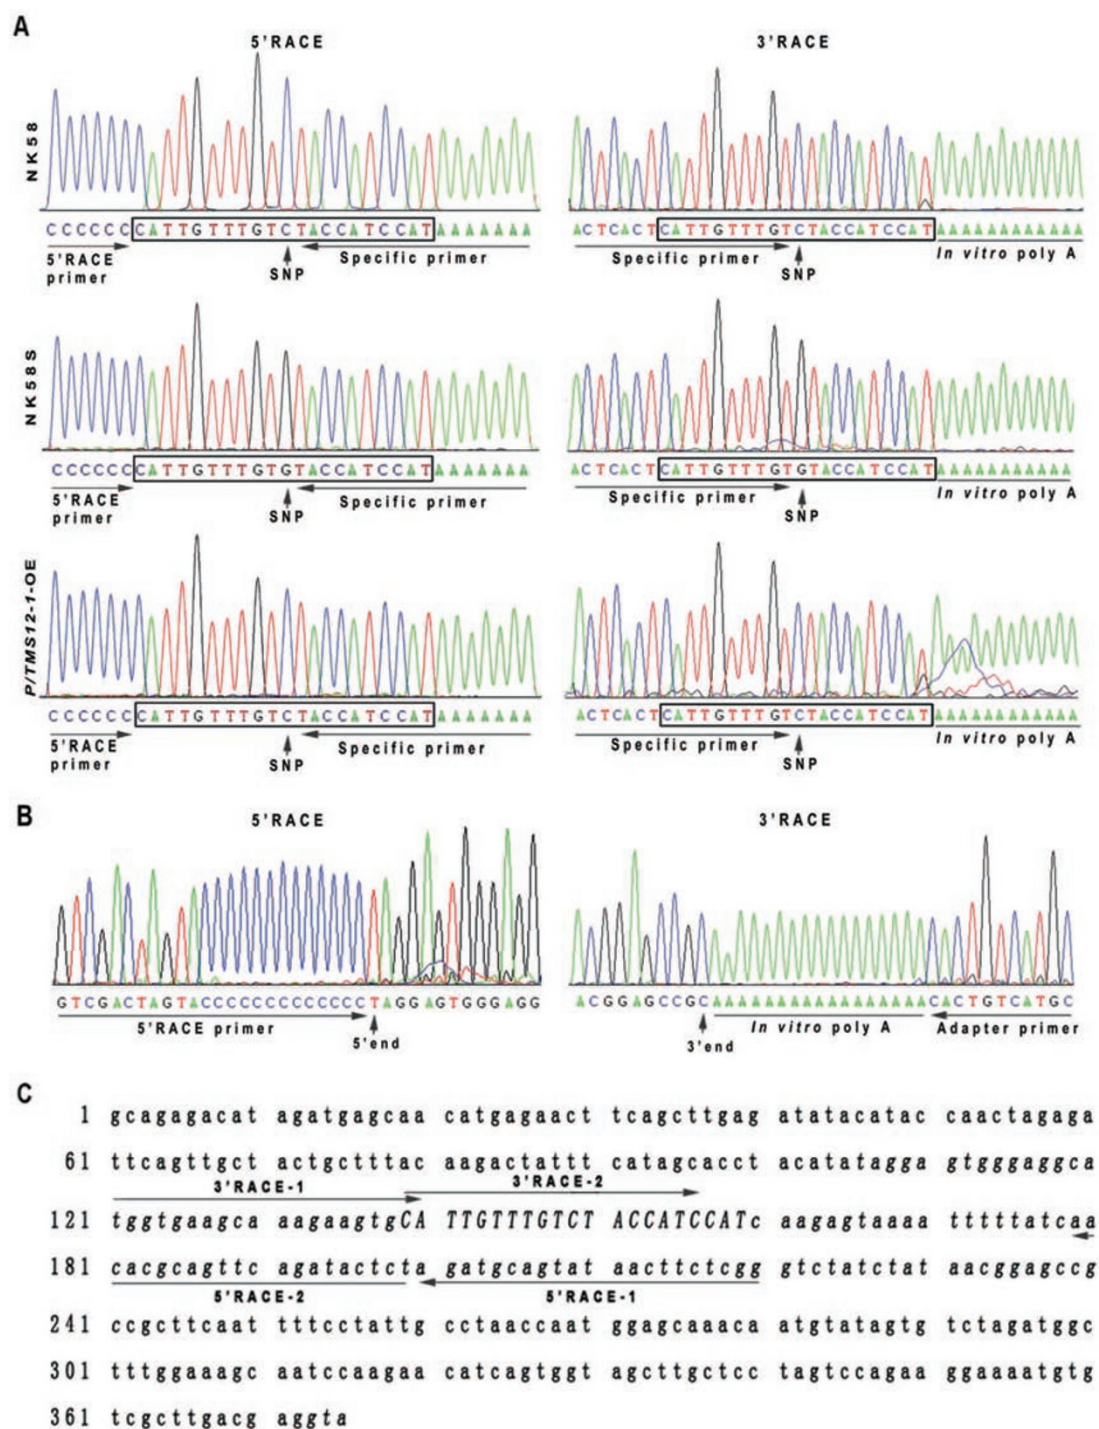 A
5'RACE 3'RACE
NK58
CCCCCCCATTGTTTGTCTACCATCCATAAAAAAA ACTCACTCATTGTTTGTCTACCATCCATAAAAAAAAAAA
5'RACE primer SNP Specific primer Specific primer SNP In vitro poly A
NK58S
CCCCCCCATTGTTTGTGTACCATCCATAAAAAAA ACTCACTCATTGTTTGTGTACCATCCATAAAAAAAAAAA
5'RACE primer SNP Specific primer Specific primer SNP In vitro poly A
P/TMS12-1-OE
CCCCCCCATTGTTTGTCTACCATCCATAAAAAAA ACTCACTCATTGTTTGTCTACCATCCATAAAAAAAAAAA
5'RACE primer SNP Specific primer Specific primer SNP In vitro poly A
B
5'RACE 3'RACE
GTCGACTAGTACCCCCCCCCCCCCTAGGAGTGGGAGG ACGGAGCCGCAAAAAAAAAAAAAAAACACTGTCATGC
5'RACE primer 5'end 3'end In vitro poly A Adapter primer
C
1 gcagagacat agatgagcaa catgagaact tcagcttgag atatacatac caactagaga
61 ttcagttgct actgctttac aagactattt catagcacct acatatagga gtgggaggca
3'RACE-1 3'RACE-2
121 tggtgaagca aagaagtgCA TTGTTTGTCT ACCATCCATc aagagtaaaa tttttatcaa
181 cacgcagttc agatactcta gatgcagtat aacttctcgg gtctatctat aacggagccg
5'RACE-2 5'RACE-1
241 ccgcttcaat tttcctattg cctaaccaat ggagcaaaca atgtatagtg tctagatggc
301 tttggaaagc aatccaagaa catcagtggt agcttgctcc tagtccagaa ggaaaatgtg
361 tcgcttgacg aggta